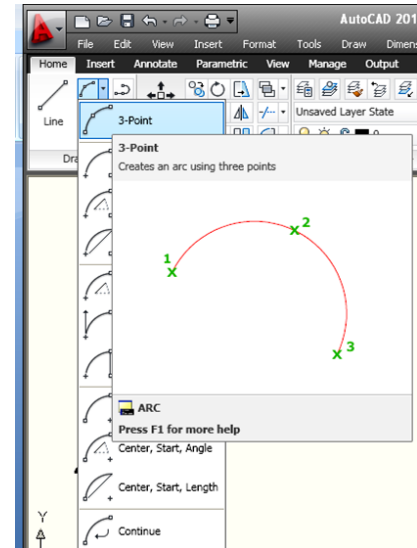 AutoCAD 201
File Edit View Insert Format Tools Draw Dimens
Home Insert Annotate Parametric View Manage Output
Line
Unsaved Layer State
3-Point
3-Point
Creates an arc using three points
1
2
3
ARC
Press F1 for more help
Center, Start, Angle
Center, Start, Length
Continue
Y